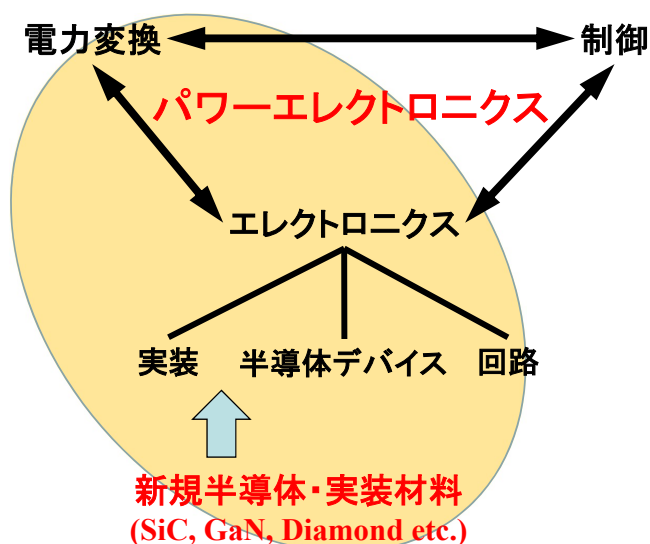 電力変換
制御
パワーエレクトロニクス
エレクトロニクス
実装
半導体デバイス
回路
新規半導体・実装材料
(SiC, GaN, Diamond etc.)